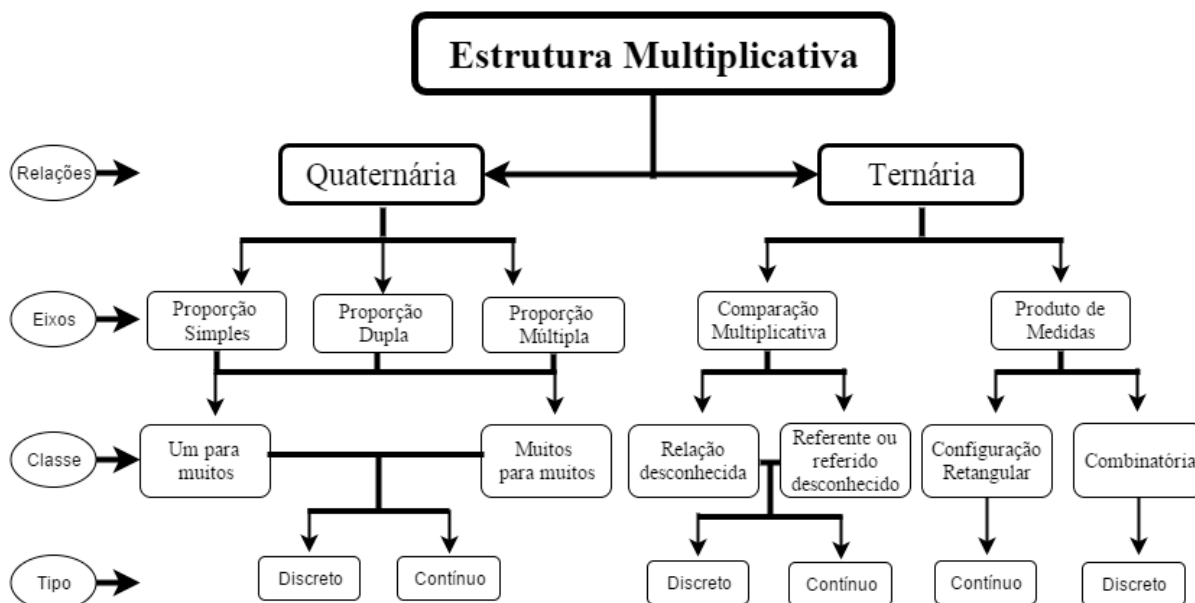 Estrutura Multiplicativa
Relações
Quaternária
Ternária
Eixos
Proporção
Simples
Proporção
Dupla
Proporção
Múltipla
Comparação
Multiplicativa
Produto de
Medidas
Classe
Um para
muitos
Muitos
para muitos
Relação
desconhecida
Referente ou
referido
desconhecido
Configuração
Retangular
Combinatória
Tipo
Discreto
Contínuo
Discreto
Contínuo
Contínuo
Discreto